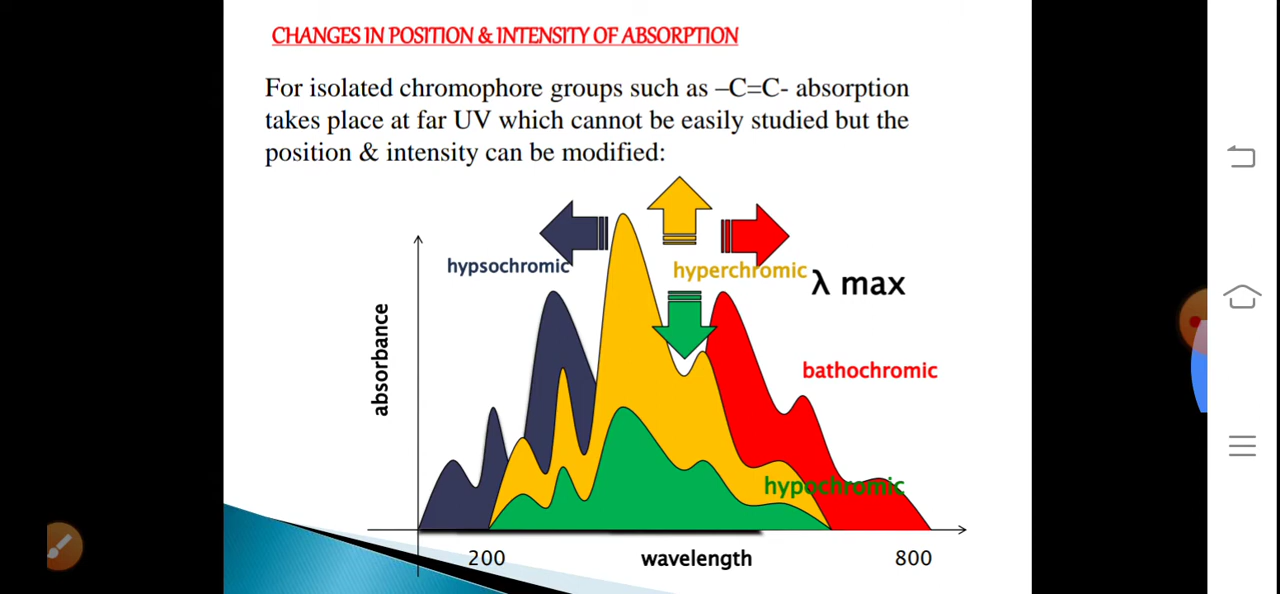 CHANGES IN POSITION & INTENSITY OF ABSORPTION
For isolated chromophore groups such as –C=C- absorption
takes place at far UV which cannot be easily studied but the
position & intensity can be modified:
hypsochromic
hyperchromic
λ max
absorbance
bathochromic
hypochromic
200
wavelength
800